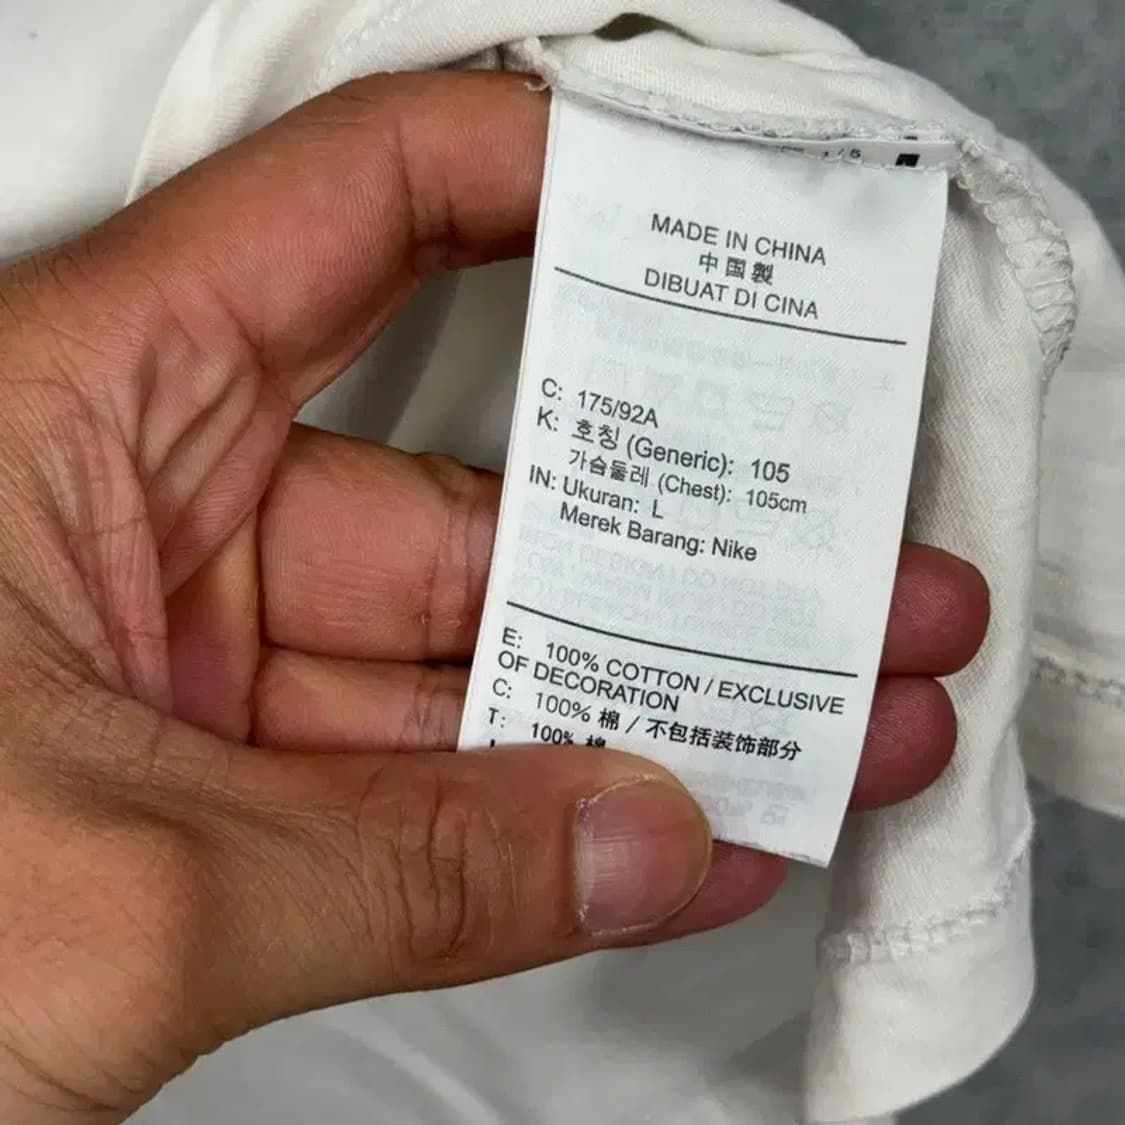 MADE IN CHINA
中国製
DIBUAT DI CINA
C: 175/92A
K: 호칭 (Generic): 105
가슴둘레 (Chest): 105cm
IN: Ukuran: L
Merek Barang: Nike
E: 100% COTTON / EXCLUSIVE
OF DECORATION
C: 100% 棉 / 不包括装饰部分
T: 100% 棉